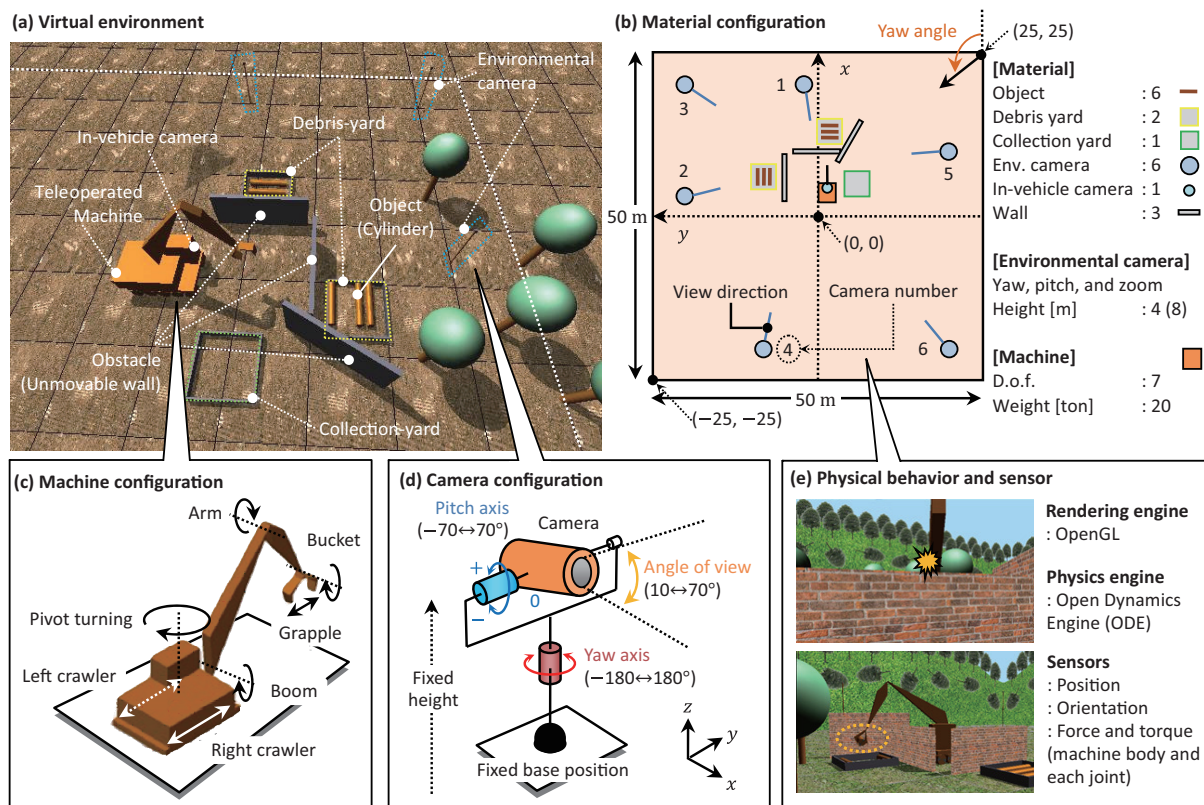 (a) Virtual environment
Environmental
camera
Debris-yard
In-vehicle camera
Teleoperated
Machine
Object
(Cylinder)
Obstacle
(Unmovable wall)
Collection-yard
(b) Material configuration
Yaw angle
(25, 25)
x
1
3
2
5
50 m
y
(0, 0)
View direction
Camera number
4
6
50 m
(−25, −25)
[Material]
Object : 6
Debris yard : 2
Collection yard : 1
Env. camera : 6
In-vehicle camera : 1
Wall : 3
[Environmental camera]
Yaw, pitch, and zoom
Height [m] : 4 (8)
[Machine]
D.o.f. : 7
Weight [ton] : 20
(c) Machine configuration
Arm
Bucket
Pivot turning
Grapple
Left crawler
Boom
Right crawler
(d) Camera configuration
Pitch axis
(−70↔70°)
Camera
+
0
−
Angle of view
(10↔70°)
Yaw axis
(−180↔180°)
Fixed
height
z
y
x
Fixed base position
(e) Physical behavior and sensor
Rendering engine
: OpenGL
Physics engine
: Open Dynamics
Engine (ODE)
Sensors
: Position
: Orientation
: Force and torque
(machine body and
each joint)